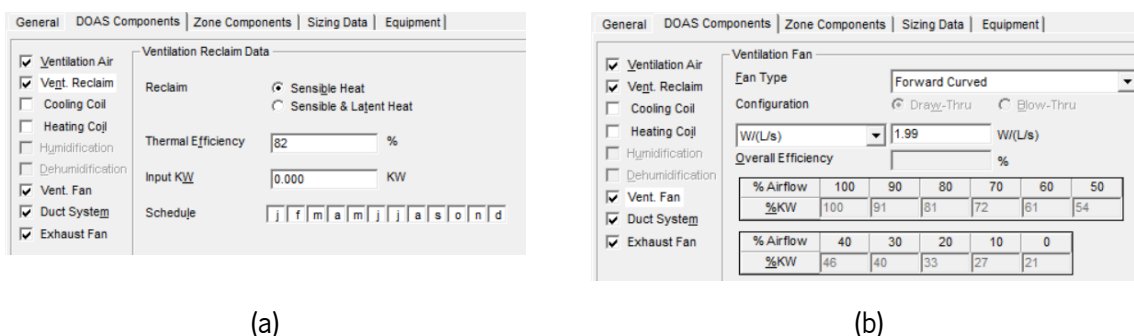 General DOAS Components Zone Components Sizing Data Equipment
Ventilation Air
Vent. Reclaim
Cooling Coil
Heating Coil
Humidification
Dehumidification
Vent. Fan
Duct System
Exhaust Fan
Ventilation Reclaim Data
Reclaim Sensible Heat
Sensible & Latent Heat
Thermal Efficiency 82 %
Input KW 0.000 KW
Schedule j f m a m j j a s o n d
(a)
General DOAS Components Zone Components Sizing Data Equipment
Ventilation Air
Vent. Reclaim
Cooling Coil
Heating Coil
Humidification
Dehumidification
Vent. Fan
Duct System
Exhaust Fan
Ventilation Fan
Fan Type Forward Curved
Configuration Draw-Thru Blow-Thru
W/(L/s) 1.99 W/(L/s)
Overall Efficiency %
% Airflow 100 90 80 70 60 50
%KW 100 91 81 72 61 54
% Airflow 40 30 20 10 0
%KW 46 40 33 27 21
(b)